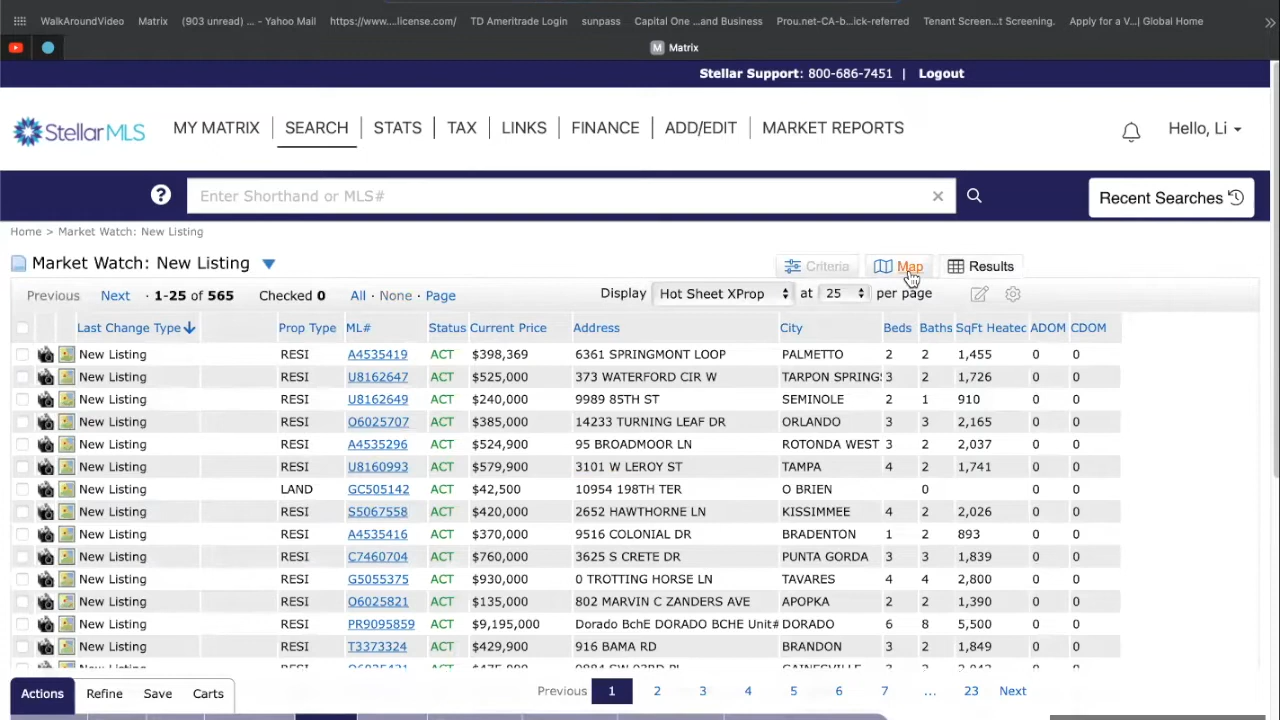 WalkAroundVideo Matrix (903 unread) ... – Yahoo Mail https://www....license.com/ TD Ameritrade Login sunpass Capital One ...and Business Prou.net-CA-b...ick-referred Tenant Screen...t Screening. Apply for a V...| Global Home
M Matrix
Stellar Support: 800-686-7451 | Logout
StellarMLS MY MATRIX SEARCH STATS TAX LINKS FINANCE ADD/EDIT MARKET REPORTS Hello, Li
? Enter Shorthand or MLS# Recent Searches
Home > Market Watch: New Listing
Market Watch: New Listing Criteria Map Results
Previous Next · 1-25 of 565 Checked 0 All · None · Page Display Hot Sheet XProp at 25 per page
Last Change Type Prop Type ML# Status Current Price Address City Beds Baths SqFt Heated ADOM CDOM
New Listing RESI A4535419 ACT $398,369 6361 SPRINGMONT LOOP PALMETTO 2 2 1,455 0 0
New Listing RESI U8162647 ACT $525,000 373 WATERFORD CIR W TARPON SPRINGS 3 2 1,726 0 0
New Listing RESI U8162649 ACT $240,000 9989 85TH ST SEMINOLE 2 1 910 0 0
New Listing RESI O6025707 ACT $385,000 14233 TURNING LEAF DR ORLANDO 3 3 2,165 0 0
New Listing RESI A4535296 ACT $524,900 95 BROADMOOR LN ROTONDA WEST 3 2 2,037 0 0
New Listing RESI U8160993 ACT $579,900 3101 W LEROY ST TAMPA 4 2 1,741 0 0
New Listing LAND GC505142 ACT $42,500 10954 198TH TER O BRIEN 0 0 0
New Listing RESI S5067558 ACT $420,000 2652 HAWTHORNE LN KISSIMMEE 4 2 2,026 0 0
New Listing RESI A4535416 ACT $370,000 9516 COLONIAL DR BRADENTON 1 2 893 0 0
New Listing RESI C7460704 ACT $760,000 3625 S CRETE DR PUNTA GORDA 3 3 1,839 0 0
New Listing RESI G5055375 ACT $930,000 0 TROTTING HORSE LN TAVARES 4 4 2,800 0 0
New Listing RESI O6025821 ACT $135,000 802 MARVIN C ZANDERS AVE APOPKA 2 2 1,390 0 0
New Listing RESI PR9095859 ACT $9,195,000 Dorado BchE DORADO BCHE Unit# DORADO 6 8 5,500 0 0
New Listing RESI T3373324 ACT $429,900 916 BAMA RD BRANDON 3 2 1,849 0 0
New Listing RESI
Actions Refine Save Carts Previous 1 2 3 4 5 6 7 ... 23 Next